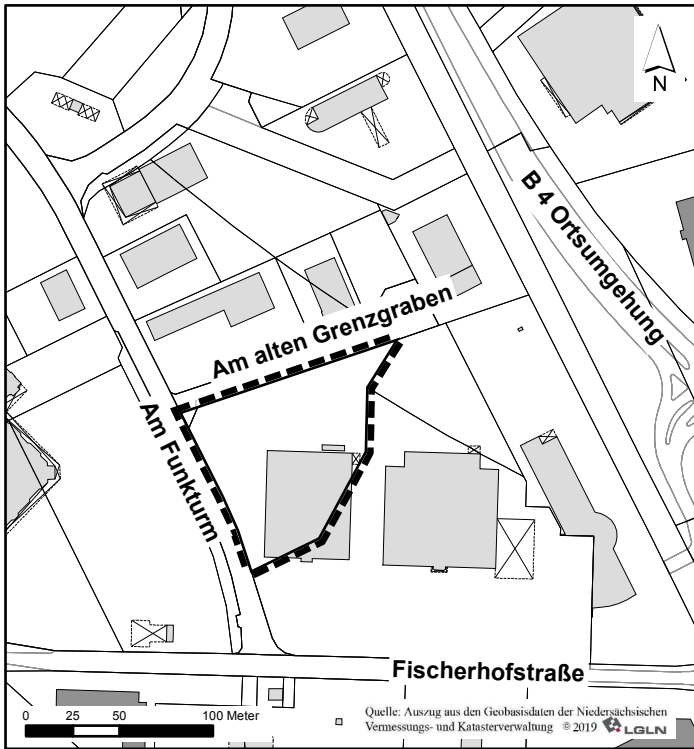 N
B 4 Ortsumgehung
Am alten Grenzgraben
Am Funkturm
Fischerhofstraße
0 25 50 100 Meter
Quelle: Auszug aus den Geobasisdaten der Niedersächsischen
Vermessungs- und Katasterverwaltung © 2019 LGLN